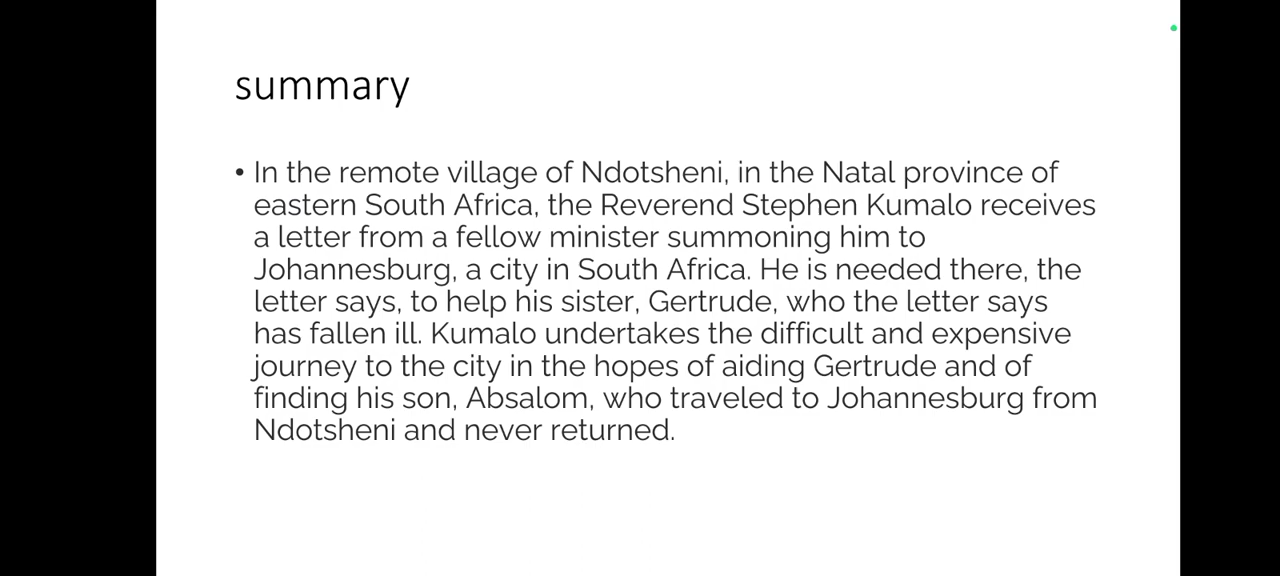 summary
• In the remote village of Ndotsheni, in the Natal province of
eastern South Africa, the Reverend Stephen Kumalo receives
a letter from a fellow minister summoning him to
Johannesburg, a city in South Africa. He is needed there, the
letter says, to help his sister, Gertrude, who the letter says
has fallen ill. Kumalo undertakes the difficult and expensive
journey to the city in the hopes of aiding Gertrude and of
finding his son, Absalom, who traveled to Johannesburg from
Ndotsheni and never returned.